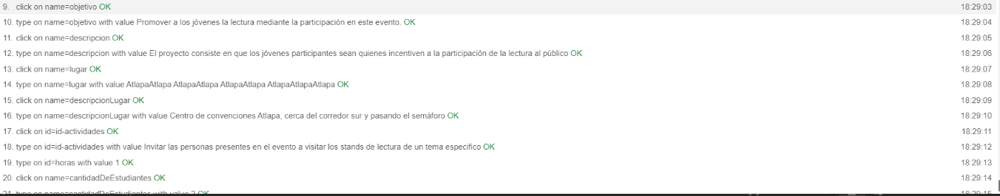 9. click on name=objetivo OK 18:29:03
10. type on name=objetivo with value Promover a los jóvenes la lectura mediante la participación en este evento. OK 18:29:04
11. click on name=descripcion OK 18:29:05
12. type on name=descripcion with value El proyecto consiste en que los jóvenes participantes sean quienes incentiven a la participación de la lectura al público OK 18:29:06
13. click on name=lugar OK 18:29:07
14. type on name=lugar with value AtlapaAtlapa AtlapaAtlapa AtlapaAtlapa AtlapaAtlapaAtlapa OK 18:29:08
15. click on name=descripcionLugar OK 18:29:09
16. type on name=descripcionLugar with value Centro de convenciones Atlapa, cerca del corredor sur y pasando el semáforo OK 18:29:10
17. click on id=id-actividades OK 18:29:11
18. type on id=id-actividades with value Invitar las personas presentes en el evento a visitar los stands de lectura de un tema especifico OK 18:29:12
19. type on id=horas with value 1 OK 18:29:13
20. click on name=cantidadDeEstudiantes OK 18:29:14
21. type on name=cantidadDeEstudiantes with value 2 OK 18:29:15